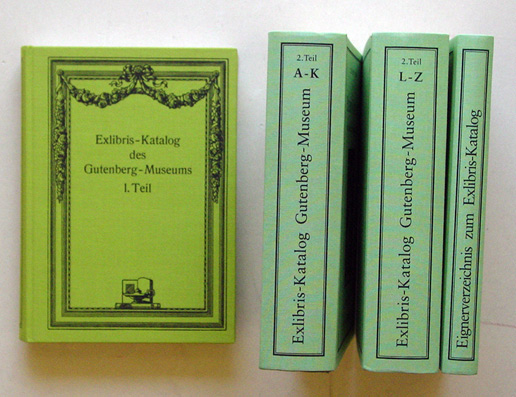 Exlibris-Katalog
des
Gutenberg-Museums
1. Teil
2. Teil
A-K
Exlibris-Katalog Gutenberg-Museum
2. Teil
L-Z
Exlibris-Katalog Gutenberg-Museum
Eignerverzeichnis zum Exlibris-Katalog